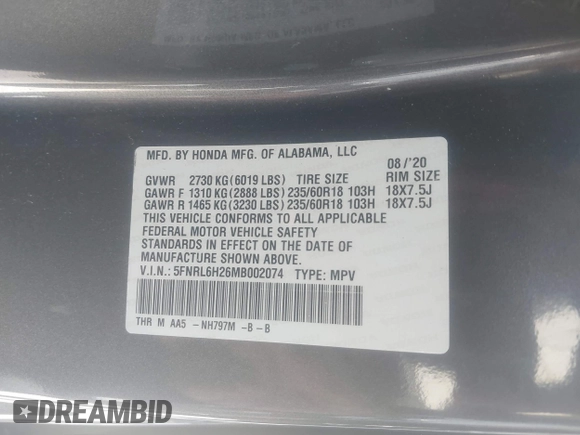 MFD. BY HONDA MFG. OF ALABAMA, LLC 08/'20
GVWR 2730 KG(6019 LBS) TIRE SIZE RIM SIZE
GAWR F 1310 KG(2888 LBS) 235/60R18 103H 18X7.5J
GAWR R 1465 KG(3230 LBS) 235/60R18 103H 18X7.5J
THIS VEHICLE CONFORMS TO ALL APPLICABLE
FEDERAL MOTOR VEHICLE SAFETY
STANDARDS IN EFFECT ON THE DATE OF
MANUFACTURE SHOWN ABOVE.
V.I.N.: 5FNRL6H26MB002074 TYPE: MPV
THR M AA5 -NH797M -B-B
DREAMBID